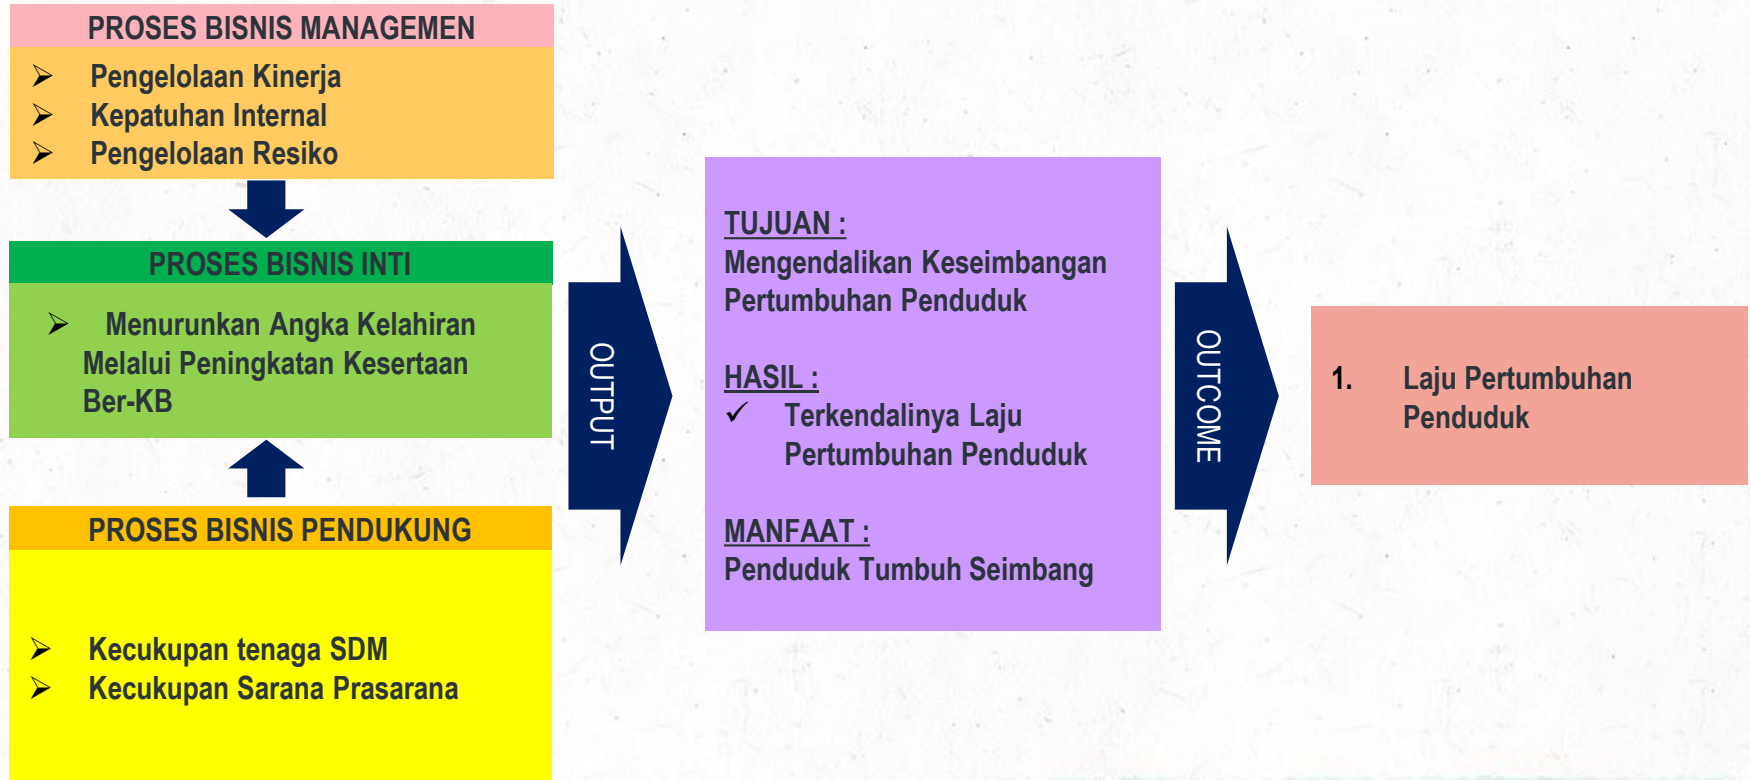 PROSES BISNIS MANAGEMEN
➢ Pengelolaan Kinerja
➢ Kepatuhan Internal
➢ Pengelolaan Resiko
PROSES BISNIS INTI
➢ Menurunkan Angka Kelahiran
Melalui Peningkatan Kesertaan
Ber-KB
PROSES BISNIS PENDUKUNG
➢ Kecukupan tenaga SDM
➢ Kecukupan Sarana Prasarana
OUTPUT
TUJUAN :
Mengendalikan Keseimbangan
Pertumbuhan Penduduk
HASIL :
✓ Terkendalinya Laju
Pertumbuhan Penduduk
MANFAAT :
Penduduk Tumbuh Seimbang
OUTCOME
1. Laju Pertumbuhan
Penduduk